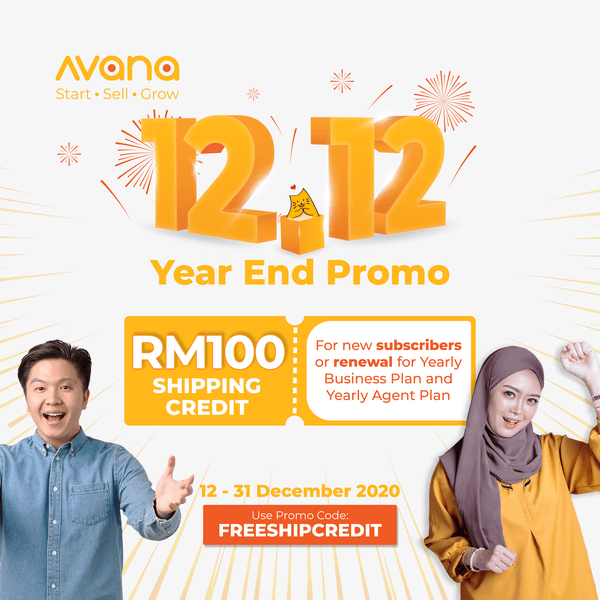 AVANA
Start • Sell • Grow
12.12
Year End Promo
RM100
SHIPPING
CREDIT
For new subscribers
or renewal for Yearly
Business Plan and
Yearly Agent Plan
12 - 31 December 2020
Use Promo Code:
FREESHIPCREDIT